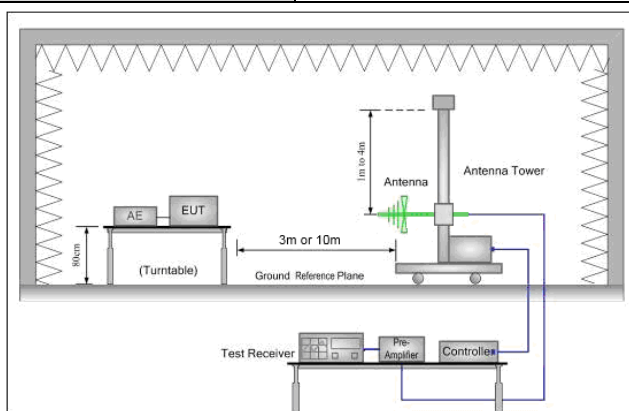 1m to 4m
Antenna
Antenna Tower
AE
EUT
80cm
(Turntable)
3m or 10m
Ground Reference Plane
Test Receiver
Pre-
Amplifier
Controller